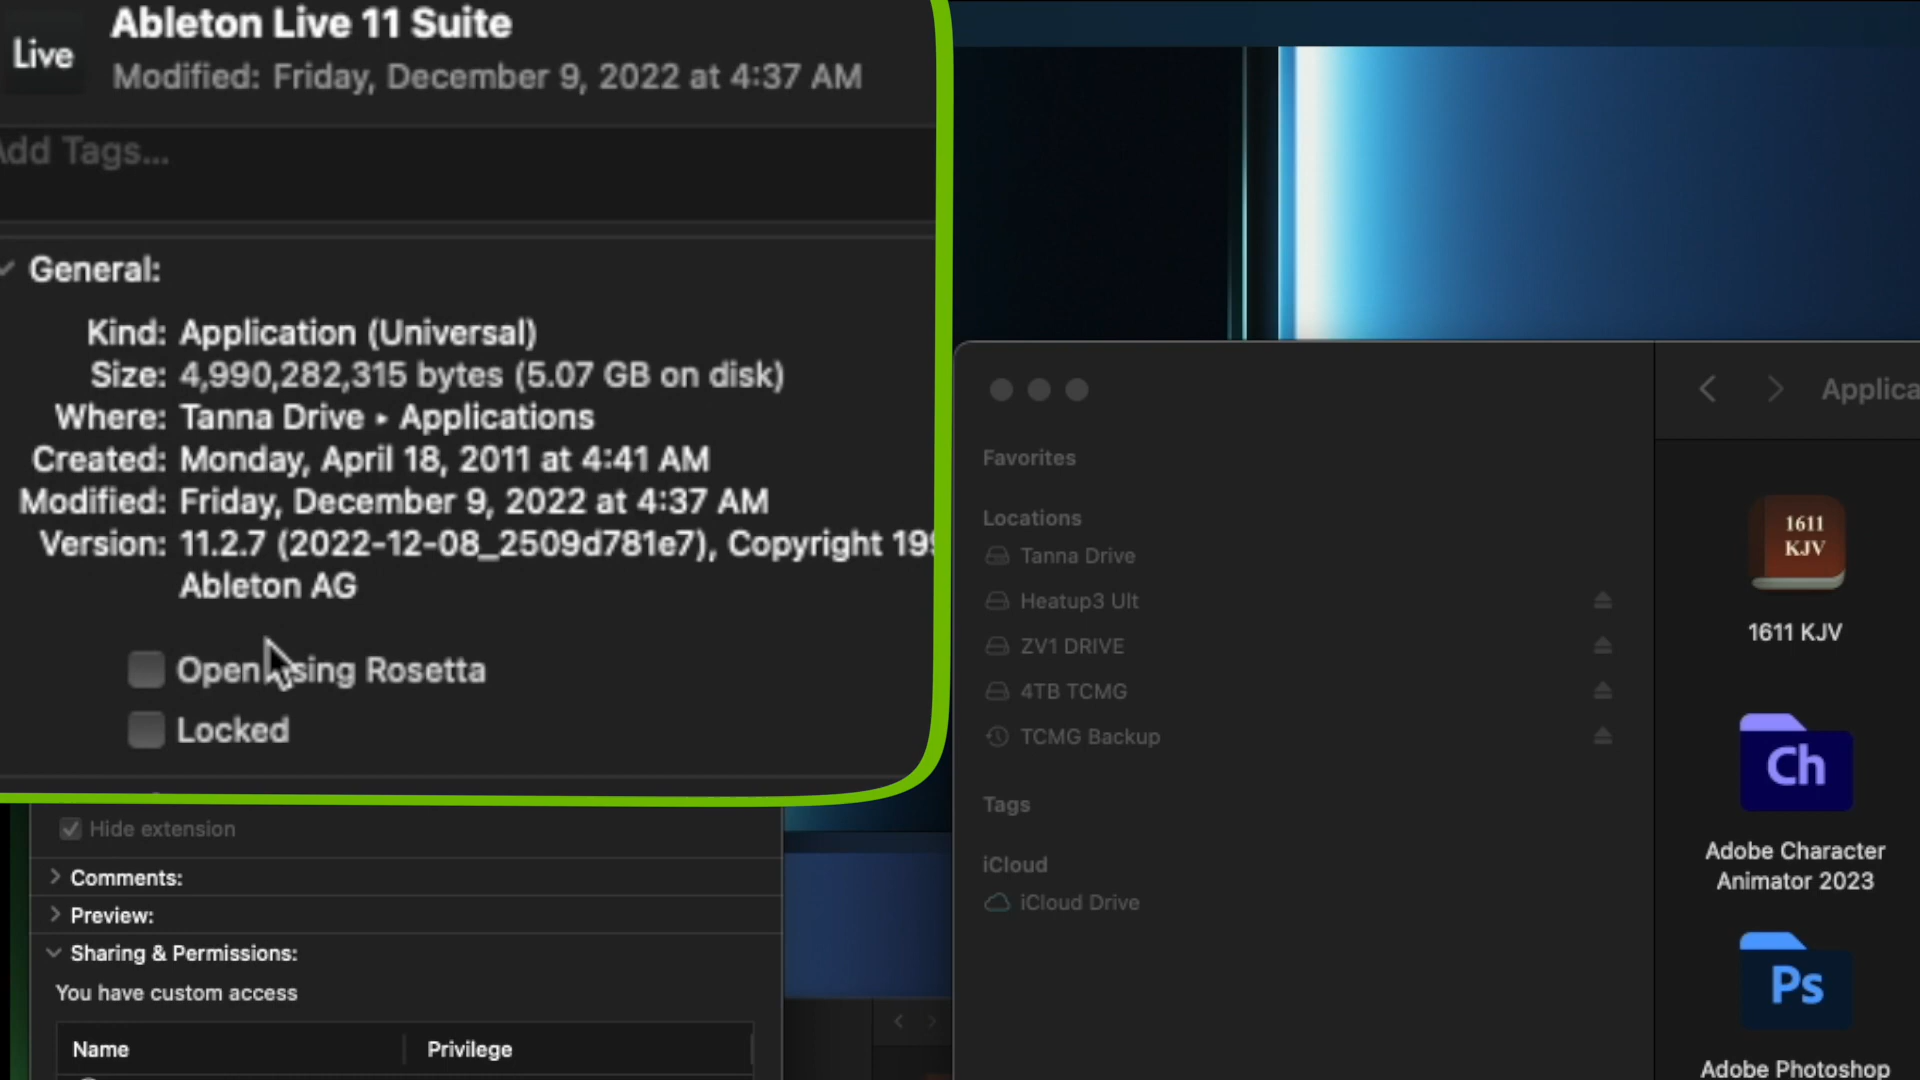 Live
Ableton Live 11 Suite
Modified: Friday, December 9, 2022 at 4:37 AM
Add Tags...
General:
Kind: Application (Universal)
Size: 4,990,282,315 bytes (5.07 GB on disk)
Where: Tanna Drive ▸ Applications
Created: Monday, April 18, 2011 at 4:41 AM
Modified: Friday, December 9, 2022 at 4:37 AM
Version: 11.2.7 (2022-12-08_2509d781e7), Copyright 199
Ableton AG
Open using Rosetta
Locked
Hide extension
Comments:
Preview:
Sharing & Permissions:
You have custom access
Name Privilege
Favorites
Locations
Tanna Drive
Heatup3 Ult
ZV1 DRIVE
4TB TCMG
TCMG Backup
Tags
iCloud
iCloud Drive
Applica
1611
KJV
1611 KJV
Ch
Adobe Character
Animator 2023
Ps
Adobe Photoshop